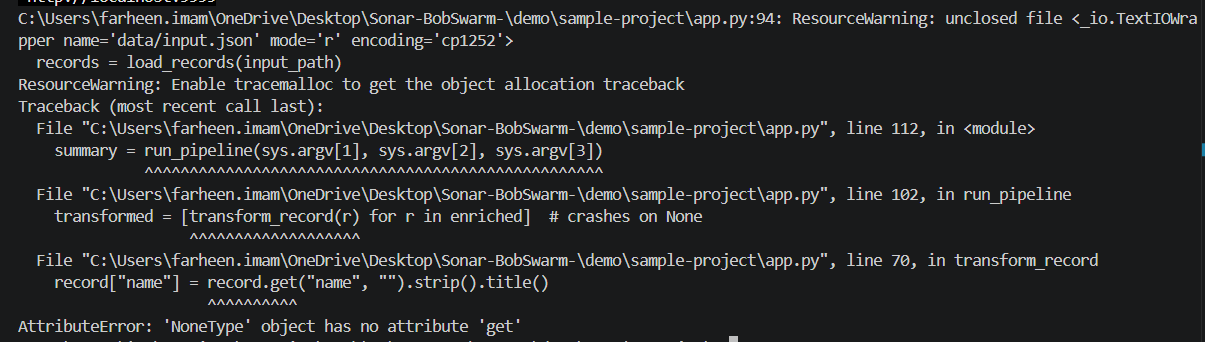 C:\Users\farheen.imam\OneDrive\Desktop\Sonar-BobSwarm-\demo\sample-project\app.py:94: ResourceWarning: unclosed file <_io.TextIOWra
pper name='data/input.json' mode='r' encoding='cp1252'>
  records = load_records(input_path)
ResourceWarning: Enable tracemalloc to get the object allocation traceback
Traceback (most recent call last):
  File "C:\Users\farheen.imam\OneDrive\Desktop\Sonar-BobSwarm-\demo\sample-project\app.py", line 112, in <module>
    summary = run_pipeline(sys.argv[1], sys.argv[2], sys.argv[3])
              ^^^^^^^^^^^^^^^^^^^^^^^^^^^^^^^^^^^^^^^^^^^^^^^^^^^
  File "C:\Users\farheen.imam\OneDrive\Desktop\Sonar-BobSwarm-\demo\sample-project\app.py", line 102, in run_pipeline
    transformed = [transform_record(r) for r in enriched]  # crashes on None
                   ^^^^^^^^^^^^^^^^^^^
  File "C:\Users\farheen.imam\OneDrive\Desktop\Sonar-BobSwarm-\demo\sample-project\app.py", line 70, in transform_record
    record["name"] = record.get("name", "").strip().title()
                     ^^^^^^^^^^
AttributeError: 'NoneType' object has no attribute 'get'